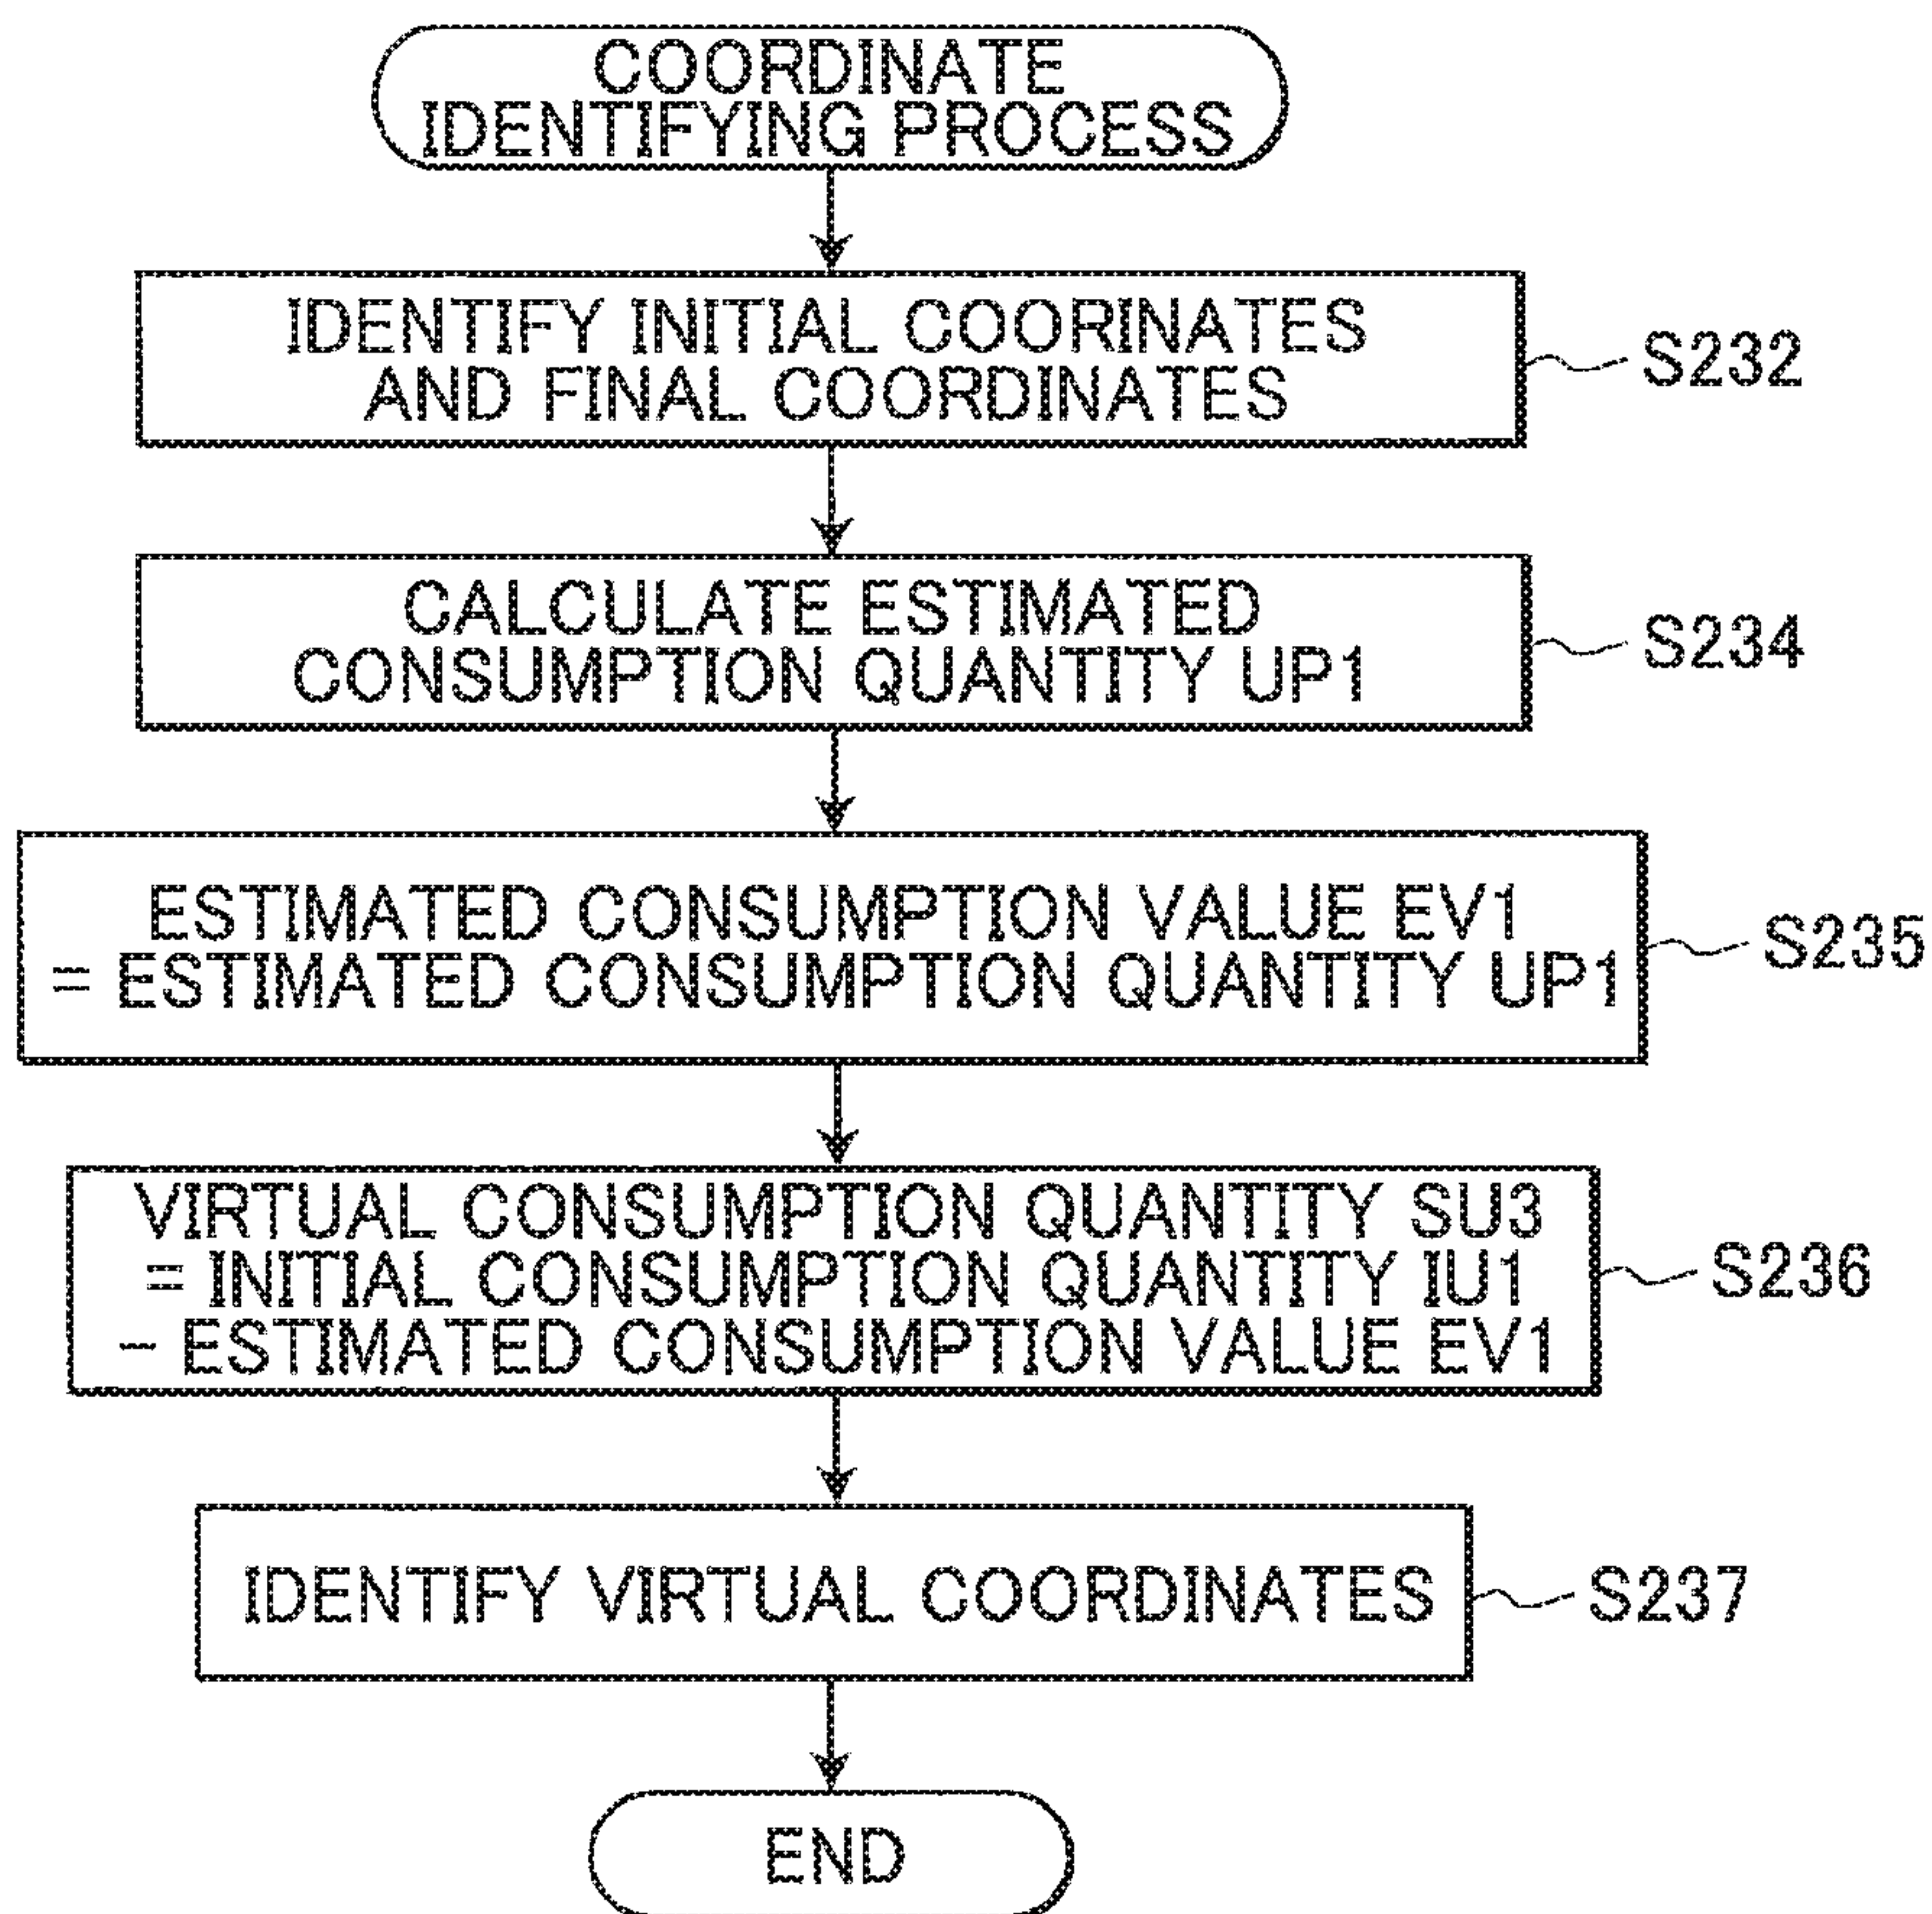 COORDINATE
IDENTIFYING PROCESS
IDENTIFY INITIAL COORINATES
AND FINAL COORDINATES
S232
CALCULATE ESTIMATED
CONSUMPTION QUANTITY UP1
S234
ESTIMATED CONSUMPTION VALUE EV1
= ESTIMATED CONSUMPTION QUANTITY UP1
S235
VIRTUAL CONSUMPTION QUANTITY SU3
= INITIAL CONSUMPTION QUANTITY IU1
- ESTIMATED CONSUMPTION VALUE EV1
S236
IDENTIFY VIRTUAL COORDINATES
S237
END